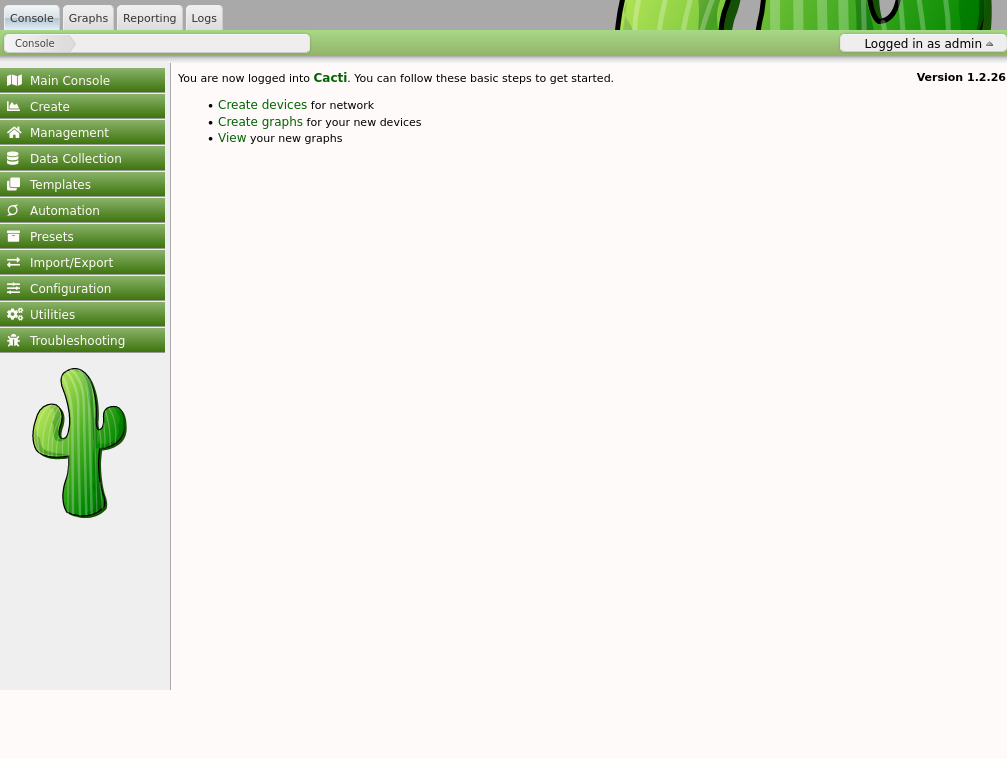 Console Graphs Reporting Logs
Console
Logged in as admin
Main Console
Create
Management
Data Collection
Templates
Automation
Presets
Import/Export
Configuration
Utilities
Troubleshooting
You are now logged into Cacti. You can follow these basic steps to get started.
Version 1.2.26
• Create devices for network
• Create graphs for your new devices
• View your new graphs